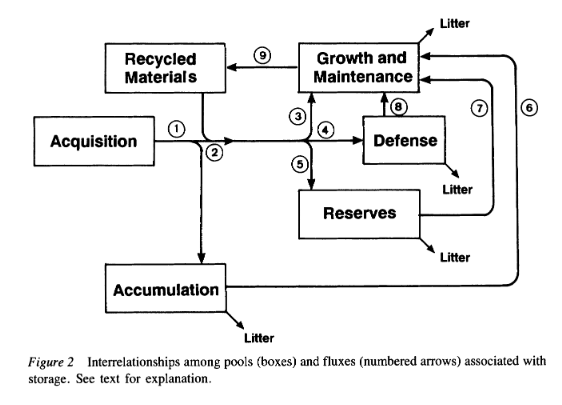 Litter
Recycled
Materials
⑨
Growth and
Maintenance
③
⑧
⑦
⑥
Acquisition
①
②
④
Defense
⑤
Litter
Reserves
Litter
Accumulation
Litter
Figure 2 Interrelationships among pools (boxes) and fluxes (numbered arrows) associated with
storage. See text for explanation.